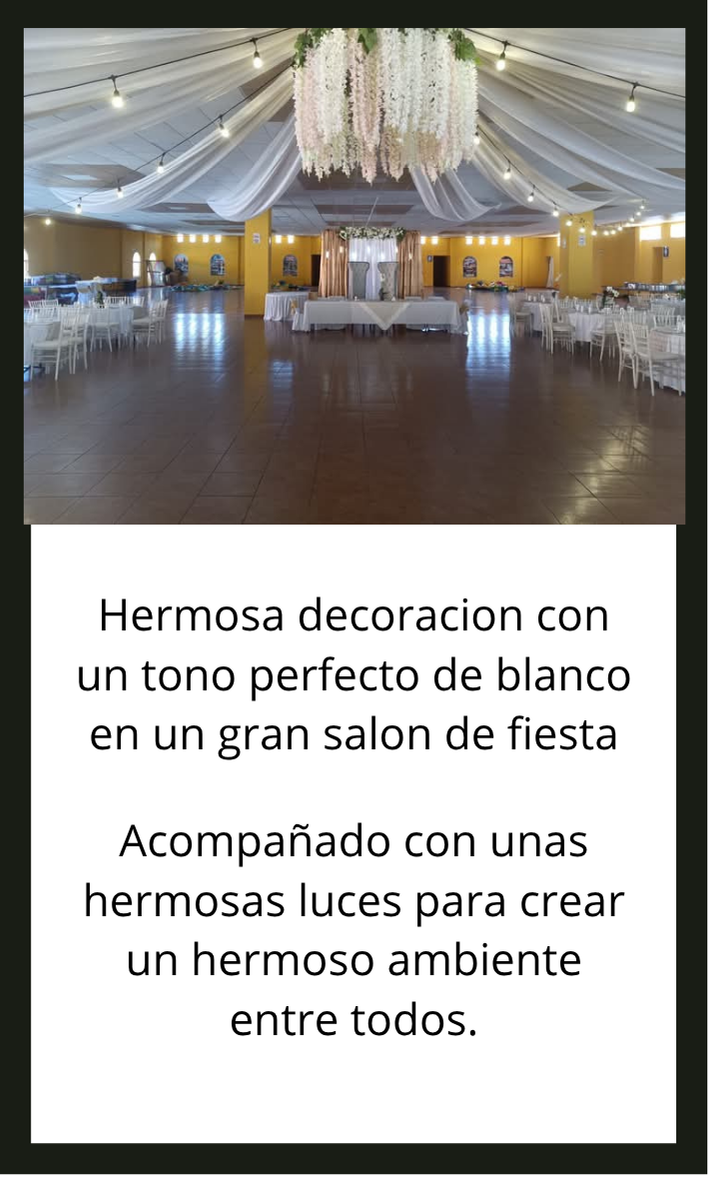 Hermosa decoracion con
un tono perfecto de blanco
en un gran salon de fiesta
Acompañado con unas
hermosas luces para crear
un hermoso ambiente
entre todos.